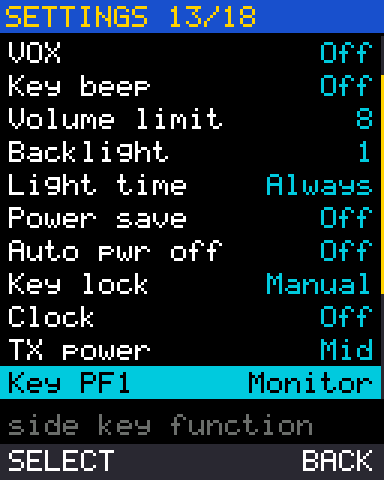 SETTINGS 13/18
VOX Off
Key beep Off
Volume limit 8
Backlight 1
Light time Always
Power save Off
Auto pwr off Off
Key lock Manual
Clock Off
TX power Mid
Key PF1 Monitor
side key function
SELECT BACK